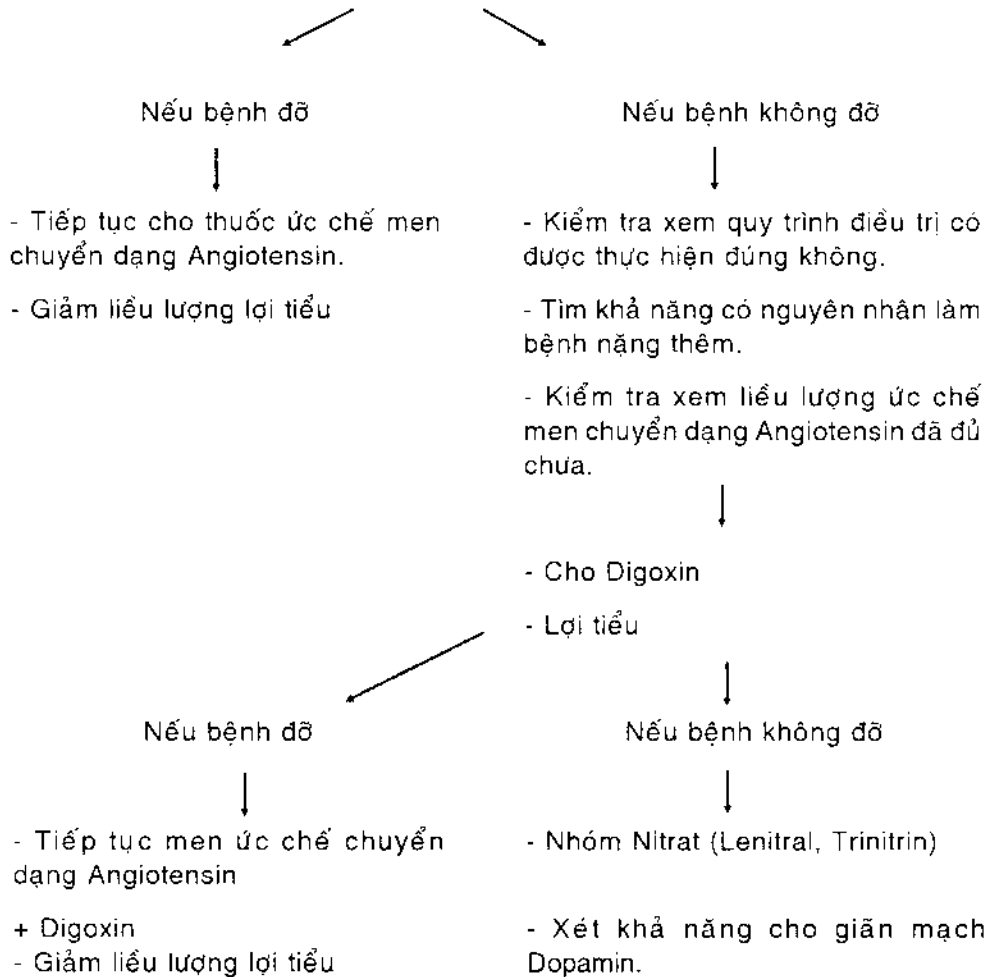 Nếu bệnh đỡ
Nếu bệnh không đỡ
- Tiếp tục cho thuốc ức chế men
chuyển dạng Angiotensin.
- Giảm liều lượng lợi tiểu
- Kiểm tra xem quy trình điều trị có
được thực hiện đúng không.
- Tìm khả năng có nguyên nhân làm
bệnh nặng thêm.
- Kiểm tra xem liều lượng ức chế
men chuyển dạng Angiotensin đã đủ
chưa.
- Cho Digoxin
- Lợi tiểu
Nếu bệnh đỡ
Nếu bệnh không đỡ
- Tiếp tục men ức chế chuyển
dạng Angiotensin
+ Digoxin
- Giảm liều lượng lợi tiểu
- Nhóm Nitrat (Lenitral, Trinitrin)
- Xét khả năng cho giãn mạch
Dopamin.